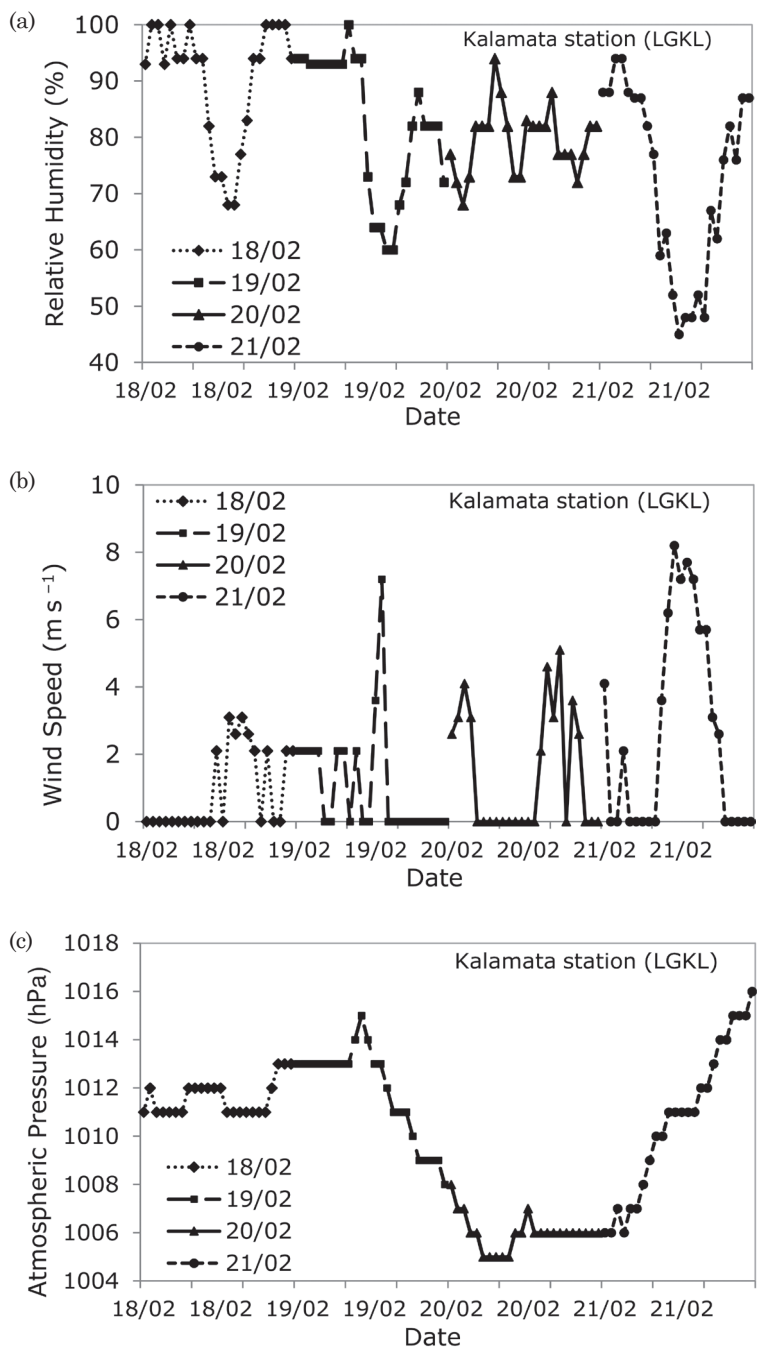 (a)
Kalamata station (LGKL)
Relative Humidity (%)
100
90
80
70
60
50
40
18/02
19/02
20/02
21/02
18/02 18/02 19/02 19/02 20/02 20/02 21/02 21/02
Date
(b)
Kalamata station (LGKL)
Wind Speed (m s⁻¹)
10
8
6
4
2
0
18/02
19/02
20/02
21/02
18/02 18/02 19/02 19/02 20/02 20/02 21/02 21/02
Date
(c)
Kalamata station (LGKL)
Atmospheric Pressure (hPa)
1018
1016
1014
1012
1010
1008
1006
1004
18/02
19/02
20/02
21/02
18/02 18/02 19/02 19/02 20/02 20/02 21/02 21/02
Date